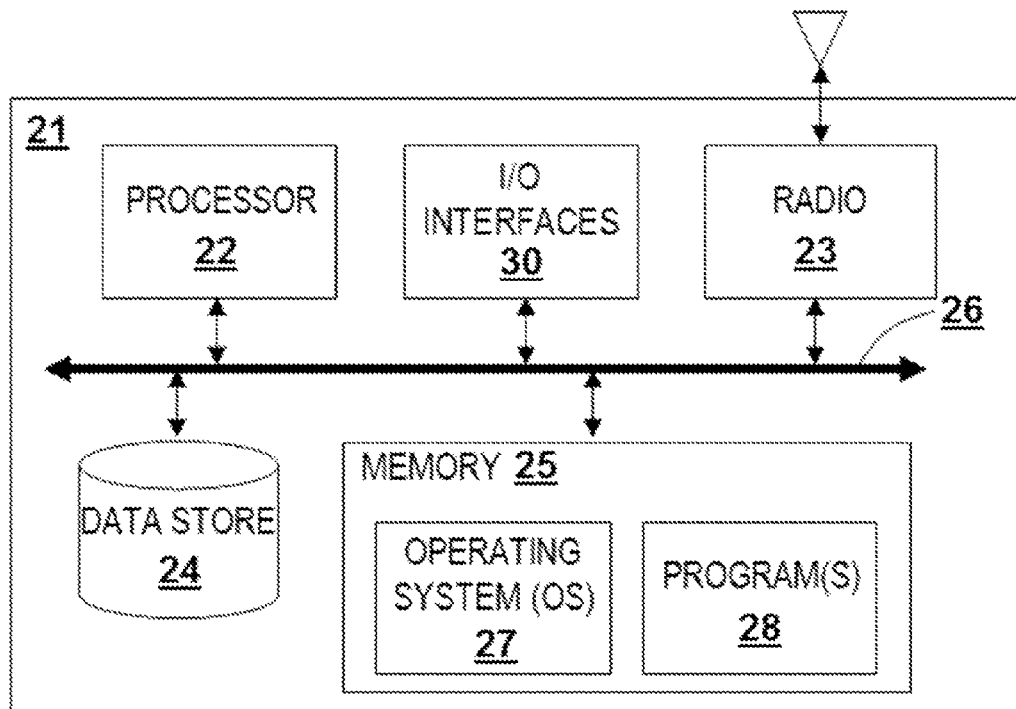 21
PROCESSOR
22
I/O
INTERFACES
30
RADIO
23
26
DATA STORE
24
MEMORY 25
OPERATING
SYSTEM (OS)
27
PROGRAM(S)
28